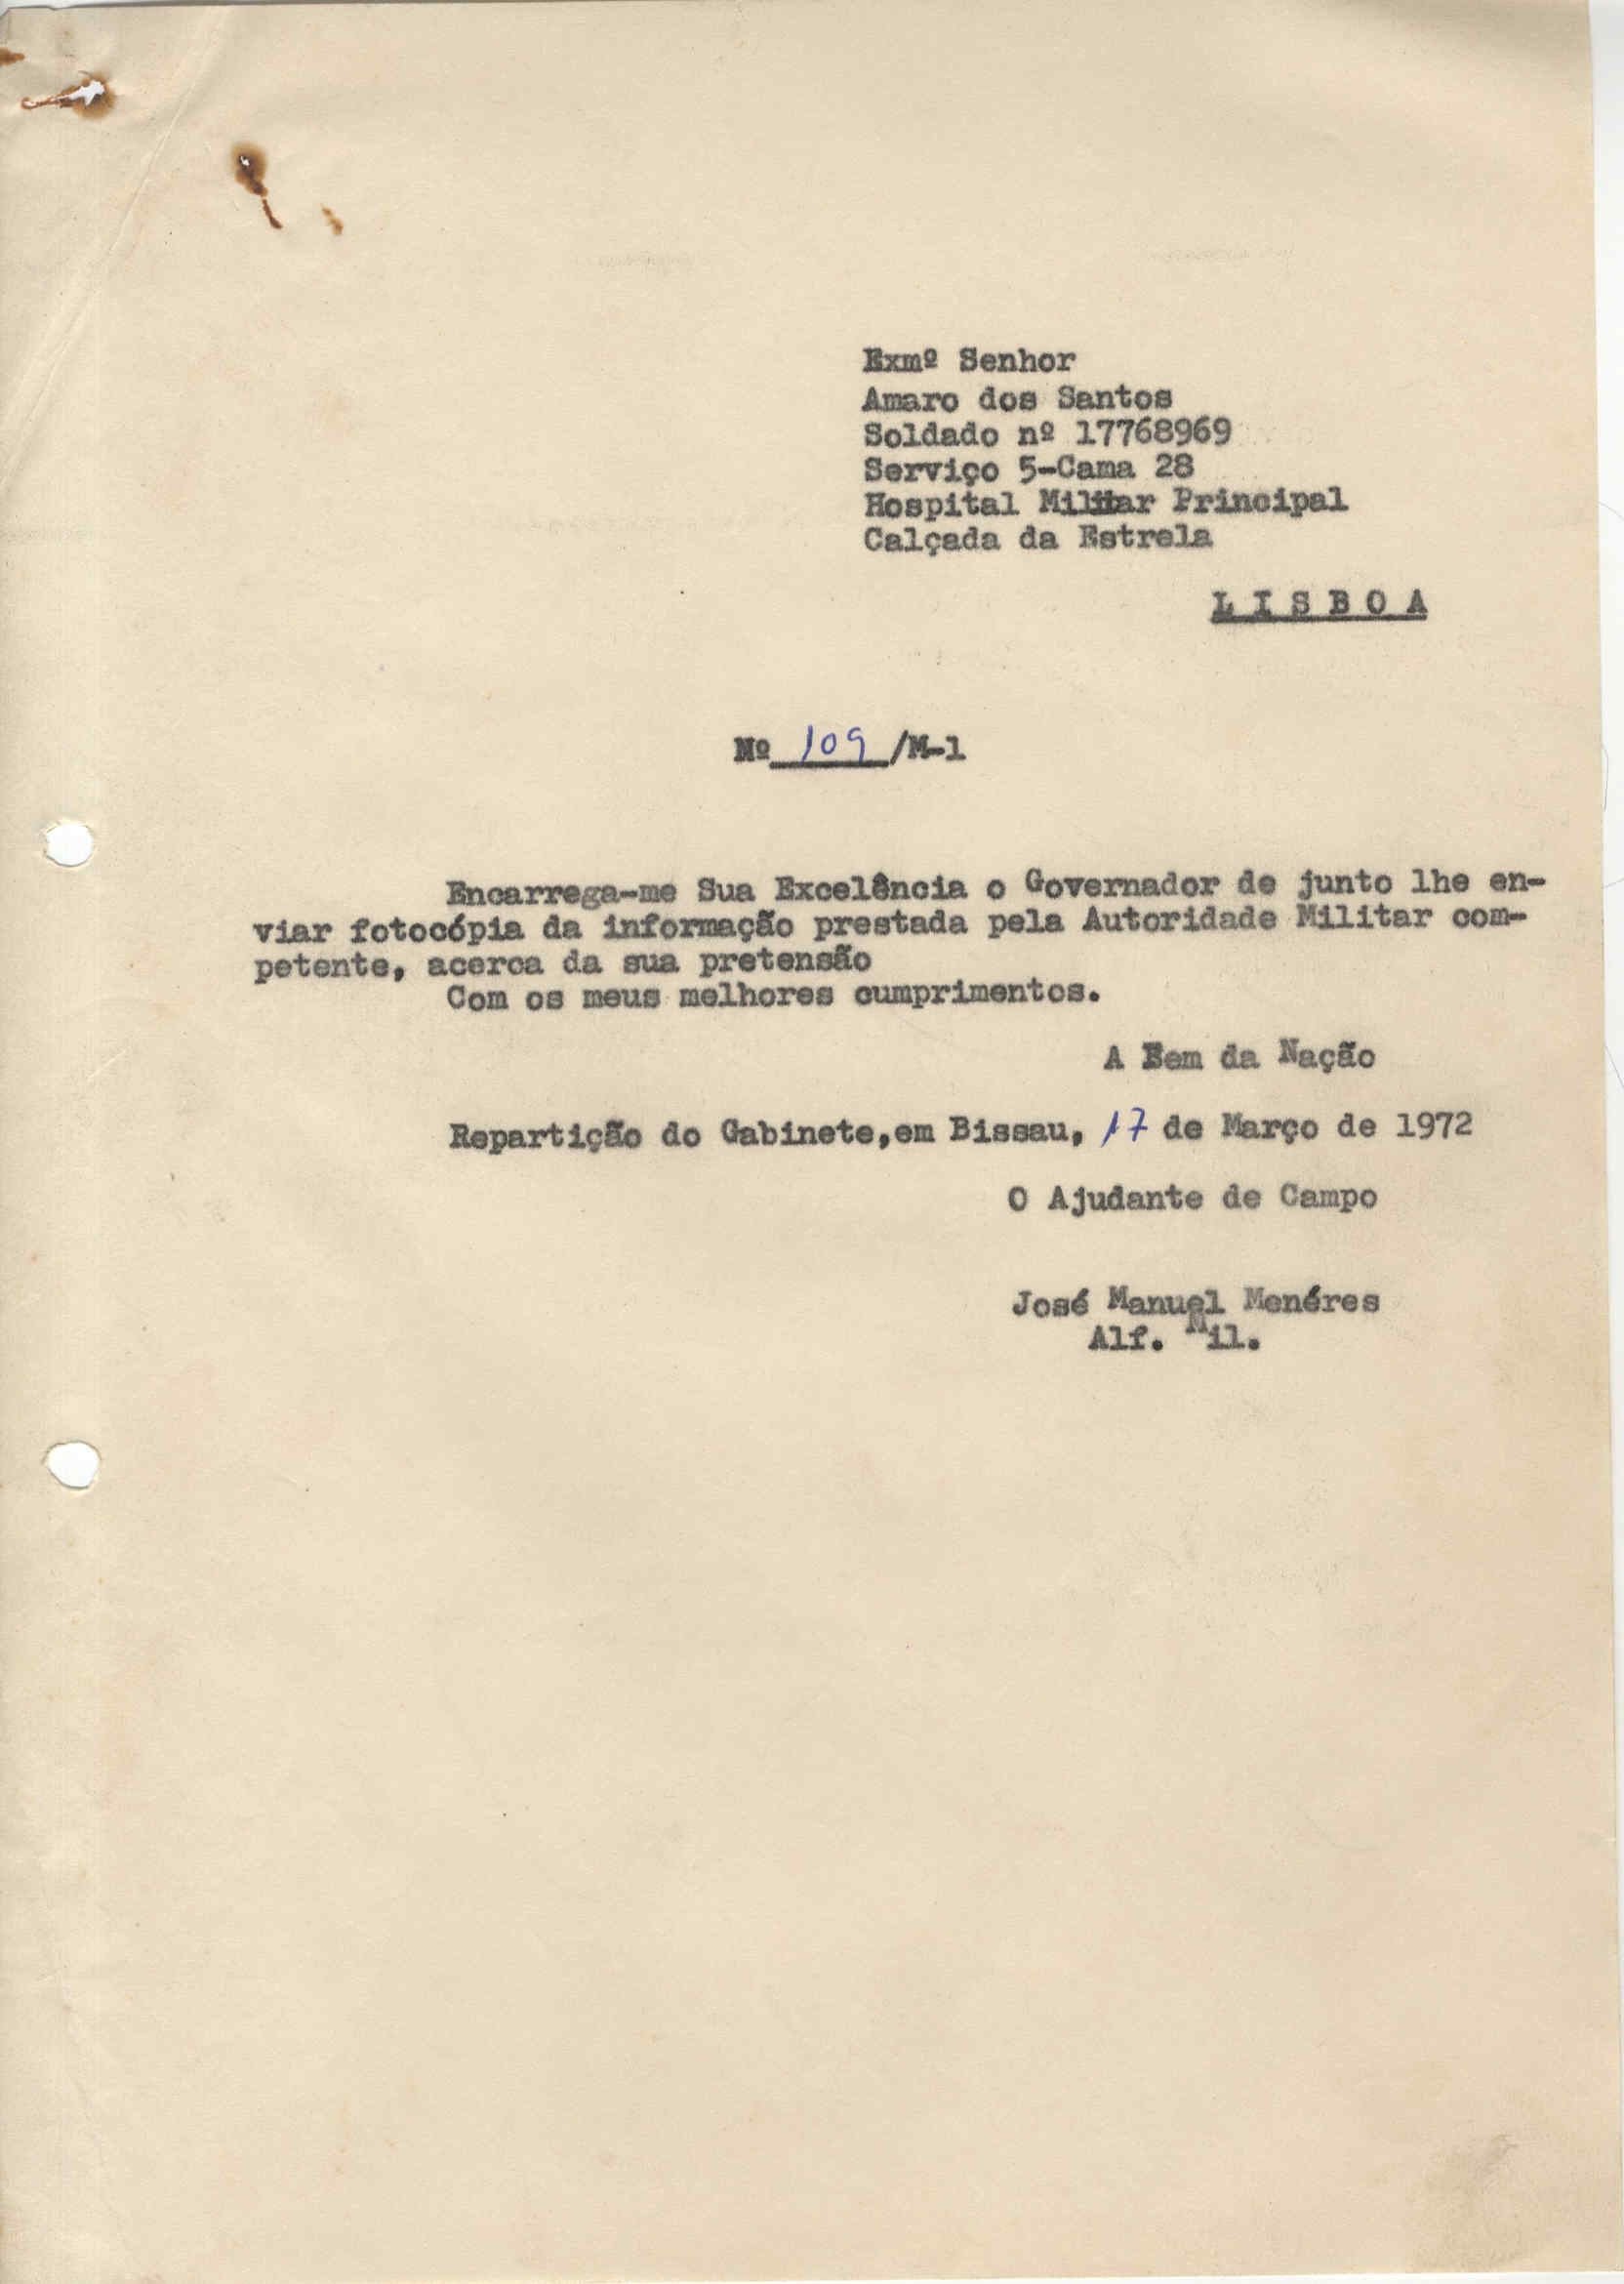 Exmº Senhor
Amaro dos Santos
Soldado nº 17768969
Serviço 5-Cama 28
Hospital Militar Principal
Calçada da Estrela
L I S B O A
Nº 109 /M-1
Encarrega-me Sua Excelência o Governador de junto lhe en-
viar fotocópia da informação prestada pela Autoridade Militar com-
petente, acerca da sua pretensão
Com os meus melhores cumprimentos.
A Bem da Nação
Repartição do Gabinete,em Bissau, 17 de Março de 1972
O Ajudante de Campo
José Manuel Menéres
Alf. Mil.